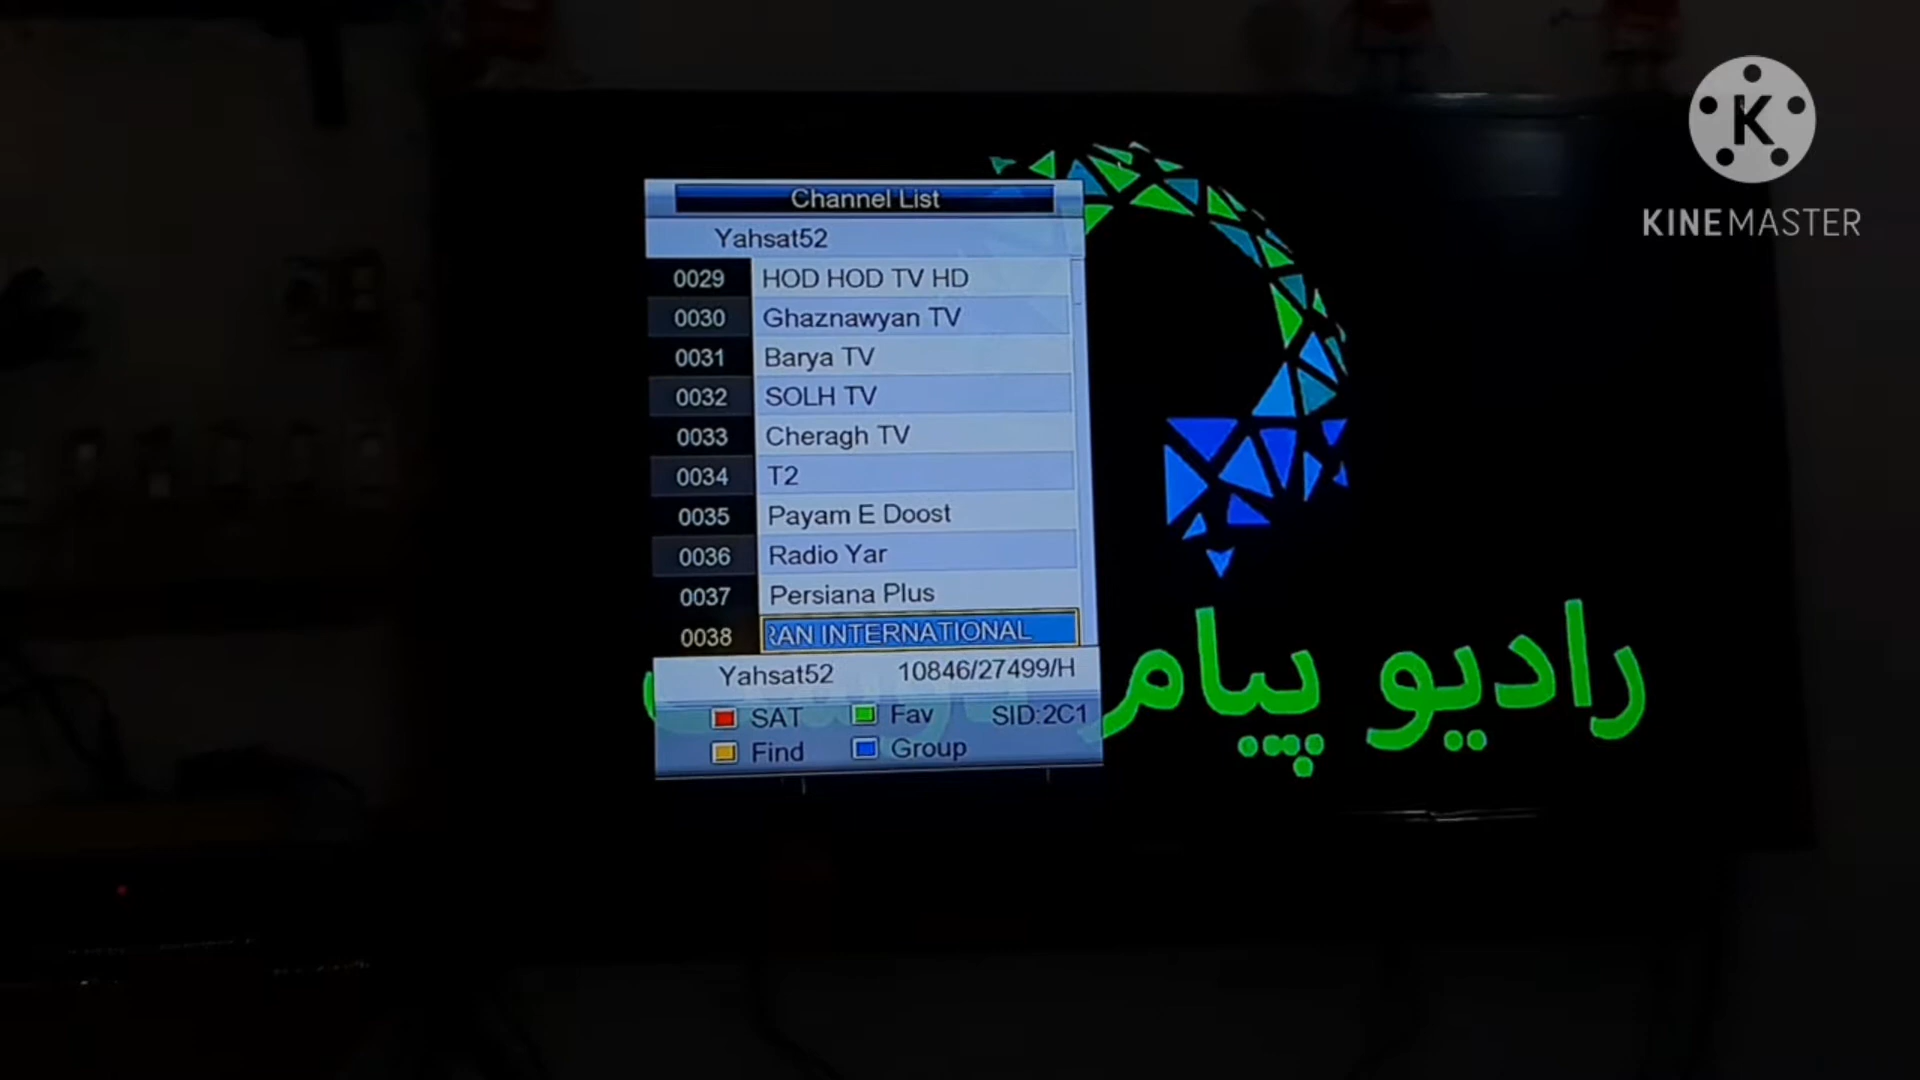 K
KINEMASTER
Channel List
Yahsat52
0029 HOD HOD TV HD
0030 Ghaznawyan TV
0031 Barya TV
0032 SOLH TV
0033 Cheragh TV
0034 T2
0035 Payam E Doost
0036 Radio Yar
0037 Persiana Plus
0038 RAN INTERNATIONAL
Yahsat52 10846/27499/H
SAT Fav SID:2C1
Find Group
رادیو پیام